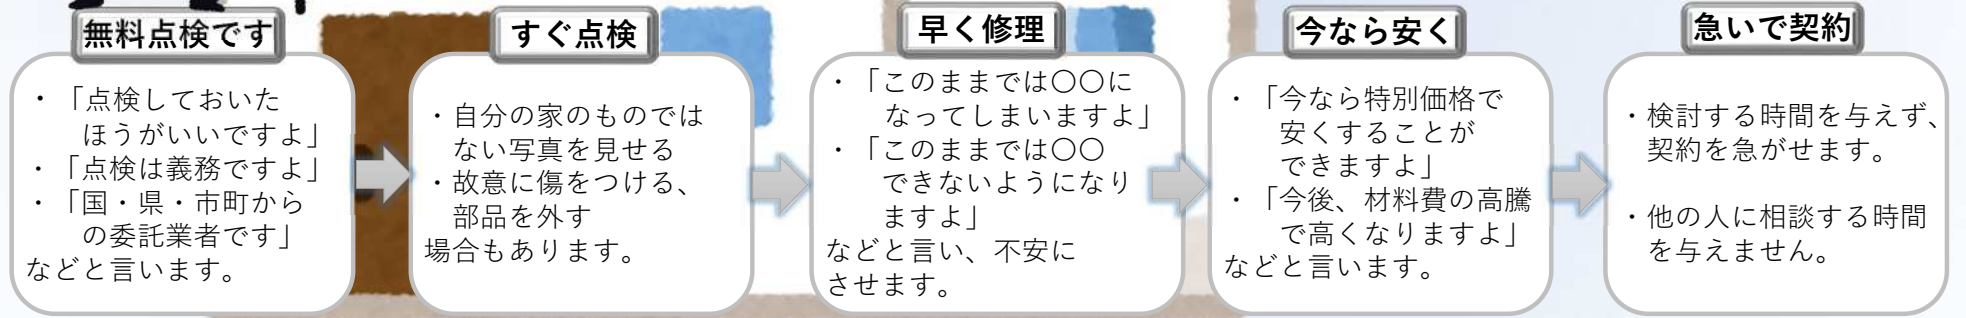 無料点検です
・「点検しておいた
ほうがいいですよ」
・「点検は義務ですよ」
・「国・県・市町から
の委託業者です」
などと言います。
すぐ点検
・自分の家のものでは
ない写真を見せる
・故意に傷をつける、
部品を外す
場合もあります。
早く修理
・「このままでは〇〇に
なってしまいますよ」
・「このままでは〇〇
できないようになり
ますよ」
などと言い、不安に
させます。
今なら安く
・「今なら特別価格で
安くすることが
できますよ」
・「今後、材料費の高騰
で高くなりますよ」
などと言います。
急いで契約
・検討する時間を与えず、
契約を急がせます。
・他の人に相談する時間
を与えません。